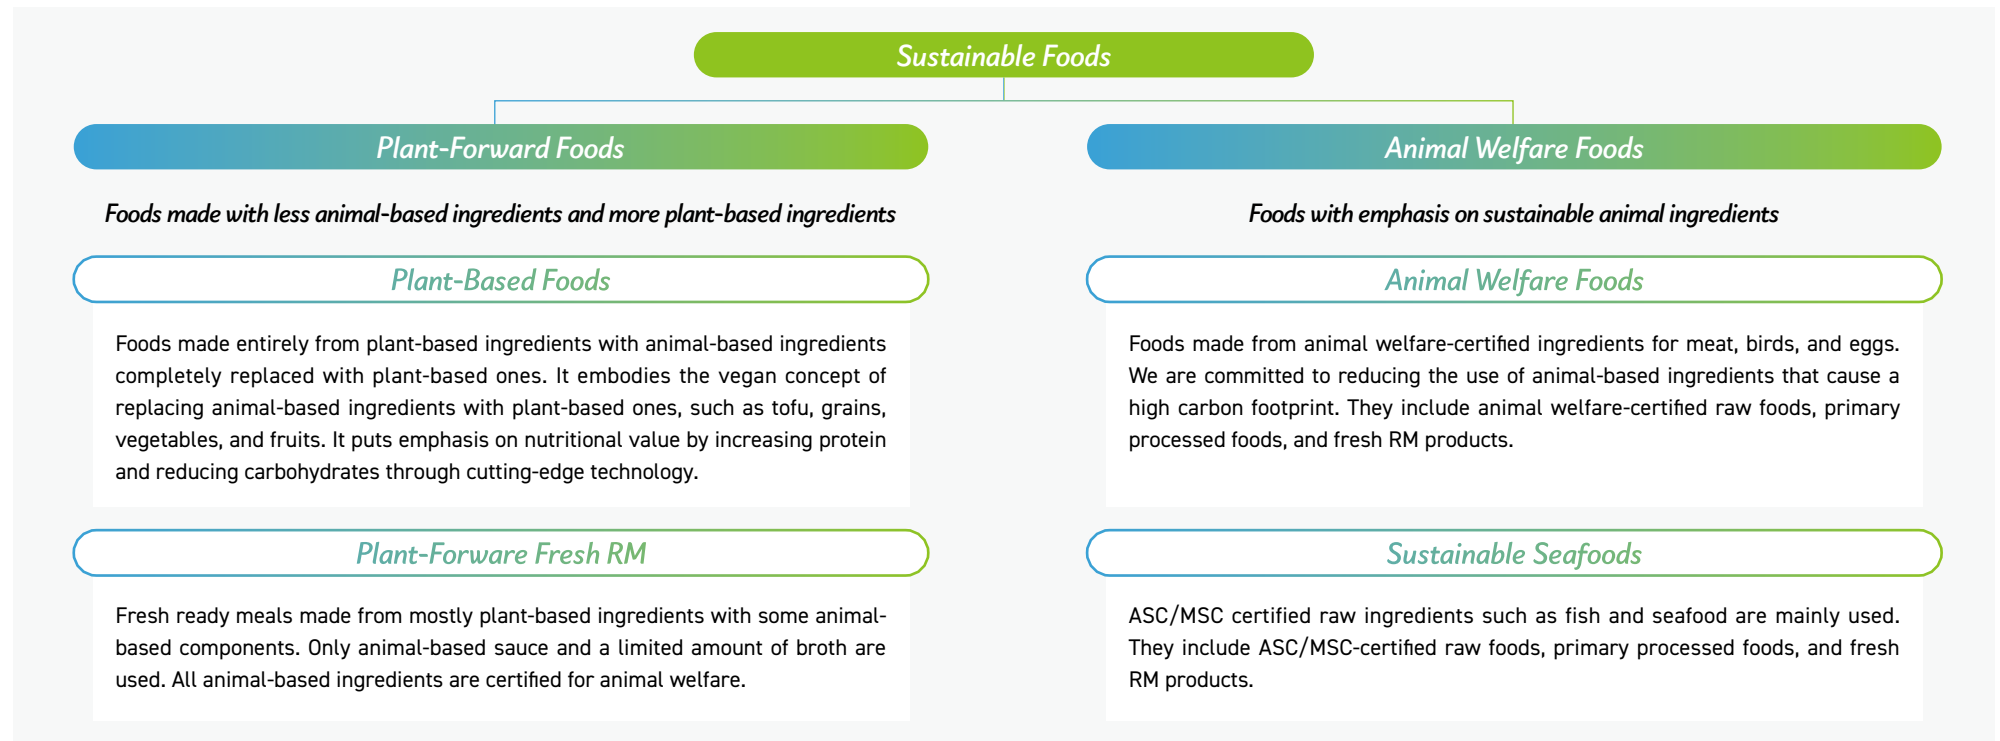 Sustainable Foods
Plant-Forward Foods
Foods made with less animal-based ingredients and more plant-based ingredients
Plant-Based Foods
Foods made entirely from plant-based ingredients with animal-based ingredients
completely replaced with plant-based ones. It embodies the vegan concept of
replacing animal-based ingredients with plant-based ones, such as tofu, grains,
vegetables, and fruits. It puts emphasis on nutritional value by increasing protein
and reducing carbohydrates through cutting-edge technology.
Plant-Forware Fresh RM
Fresh ready meals made from mostly plant-based ingredients with some animal-
based components. Only animal-based sauce and a limited amount of broth are
used. All animal-based ingredients are certified for animal welfare.
Animal Welfare Foods
Foods with emphasis on sustainable animal ingredients
Animal Welfare Foods
Foods made from animal welfare-certified ingredients for meat, birds, and eggs.
We are committed to reducing the use of animal-based ingredients that cause a
high carbon footprint. They include animal welfare-certified raw foods, primary
processed foods, and fresh RM products.
Sustainable Seafoods
ASC/MSC certified raw ingredients such as fish and seafood are mainly used.
They include ASC/MSC-certified raw foods, primary processed foods, and fresh
RM products.